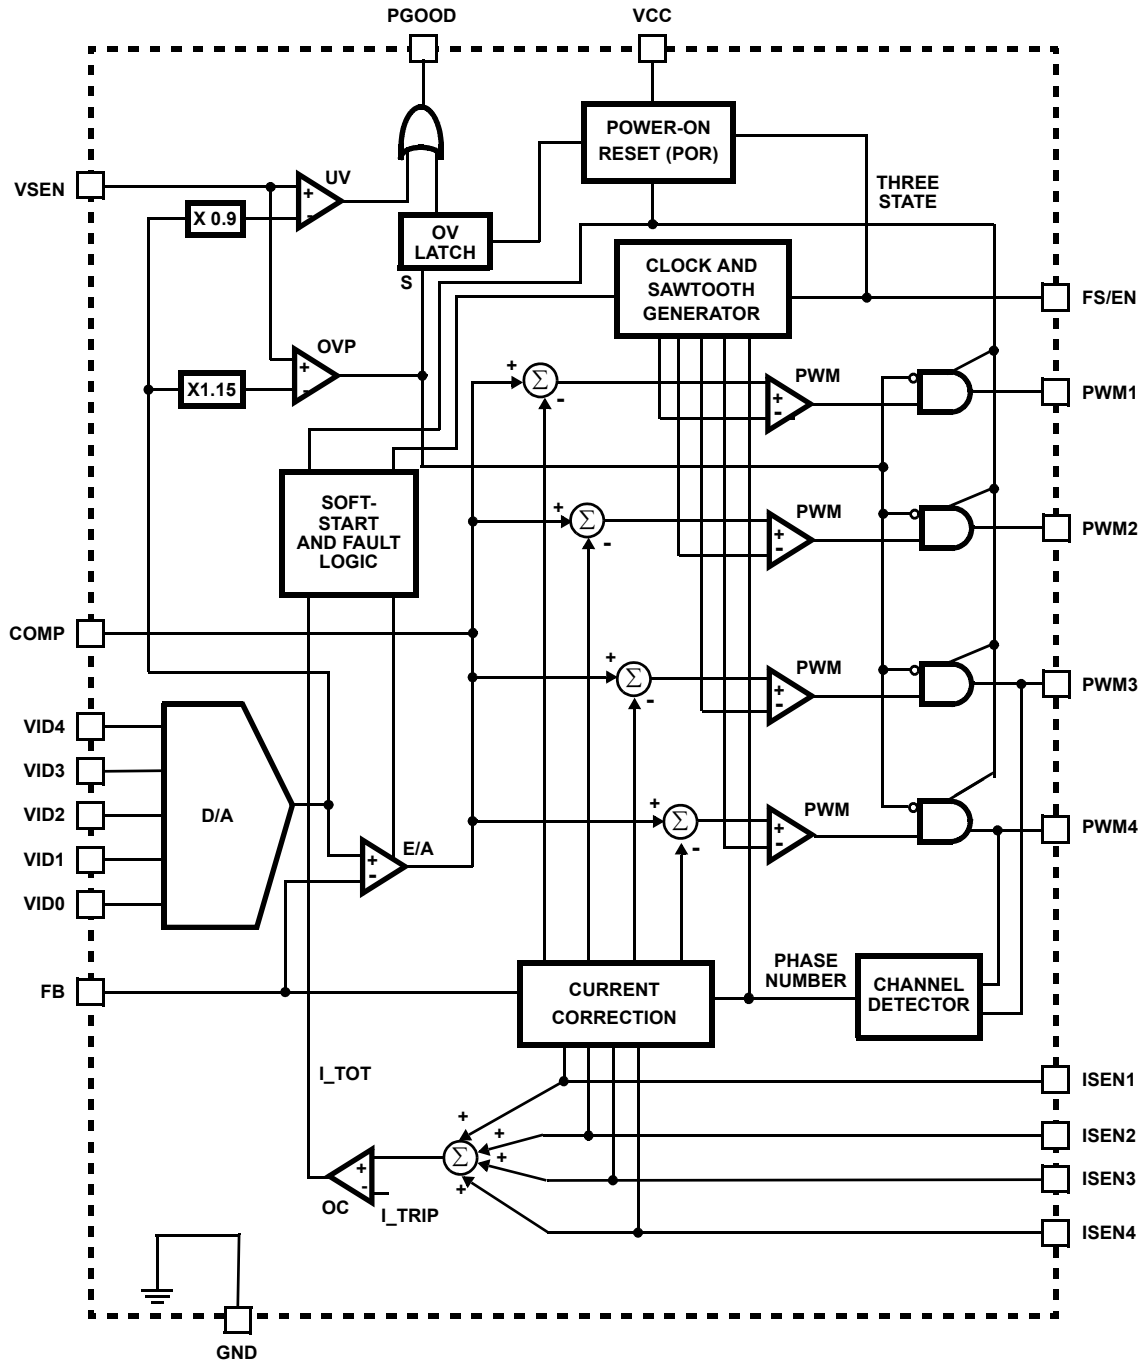 PGOOD
VCC
POWER-ON
RESET (POR)
VSEN
UV
+
-
X 0.9
THREE
STATE
OV
LATCH
S
CLOCK AND
SAWTOOTH
GENERATOR
FS/EN
OVP
+
-
X1.15
+
Σ
-
PWM
+
-
PWM1
SOFT-
START
AND FAULT
LOGIC
+
Σ
-
PWM
+
-
PWM2
COMP
+
Σ
-
PWM
+
-
PWM3
VID4
VID3
VID2
VID1
VID0
D/A
+
Σ
-
PWM
+
-
PWM4
E/A
+
-
FB
CURRENT
CORRECTION
PHASE
NUMBER
CHANNEL
DETECTOR
I_TOT
ISEN1
+
+
ISEN2
Σ
+
ISEN3
+
OC
+
-
I_TRIP
ISEN4
GND